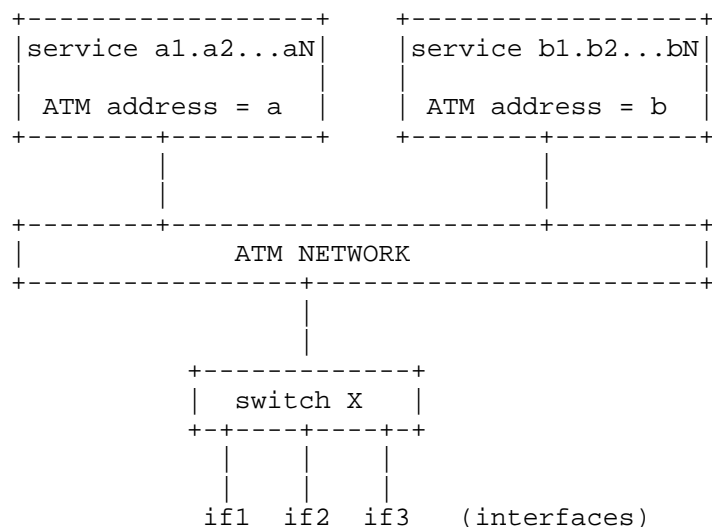 service a1.a2...aN service b1.b2...bN
ATM address = a ATM address = b
ATM NETWORK
switch X
if1 if2 if3 (interfaces)